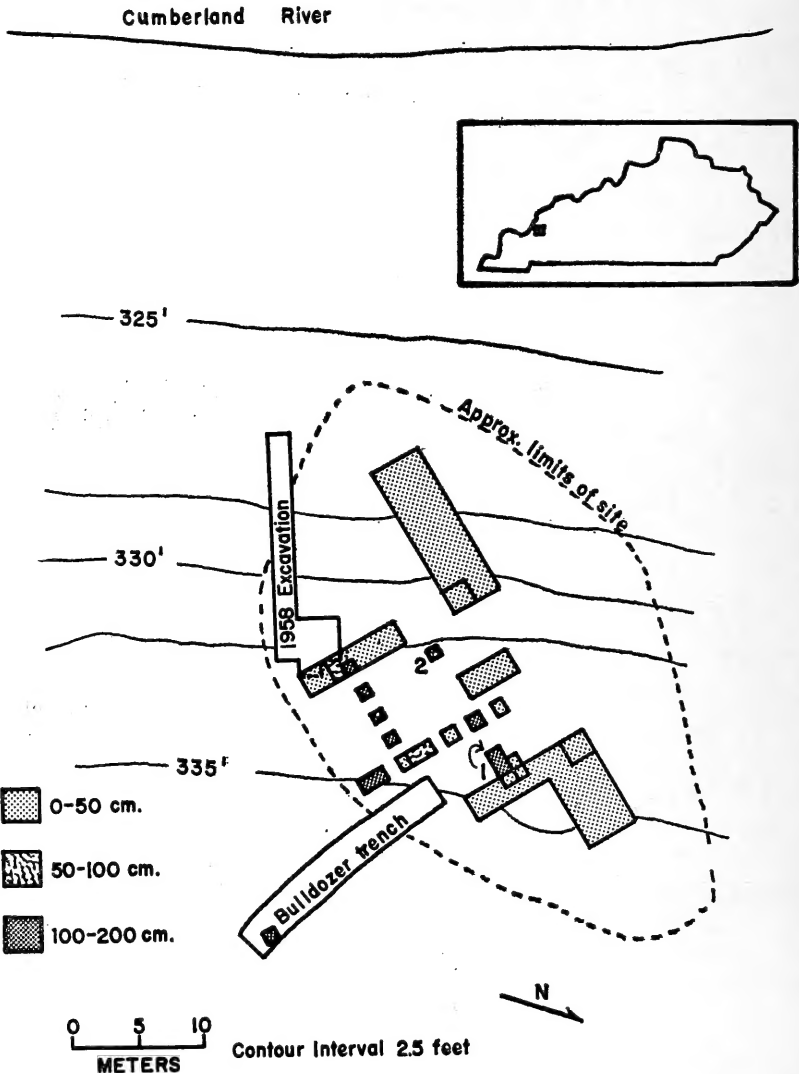 Cumberland River
325'
Approx. limits of site
1958 Excavation
330'
2
335'
1
0-50 cm.
Bulldozer trench
50-100 cm.
100-200 cm.
N
0 5 10
METERS
Contour Interval 2.5 feet